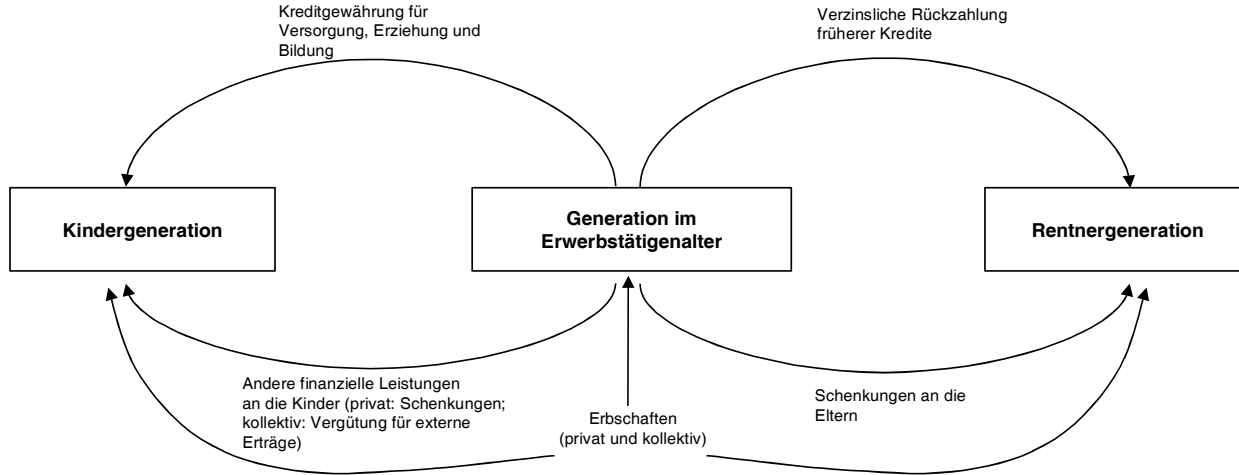 Kreditgewährung für
Versorgung, Erziehung und
Bildung
Verzinsliche Rückzahlung
früherer Kredite
Kindergeneration
Generation im
Erwerbstätigenalter
Rentnergeneration
Andere finanzielle Leistungen
an die Kinder (privat: Schenkungen;
kollektiv: Vergütung für externe
Erträge)
Erbschaften
(privat und kollektiv)
Schenkungen an die
Eltern